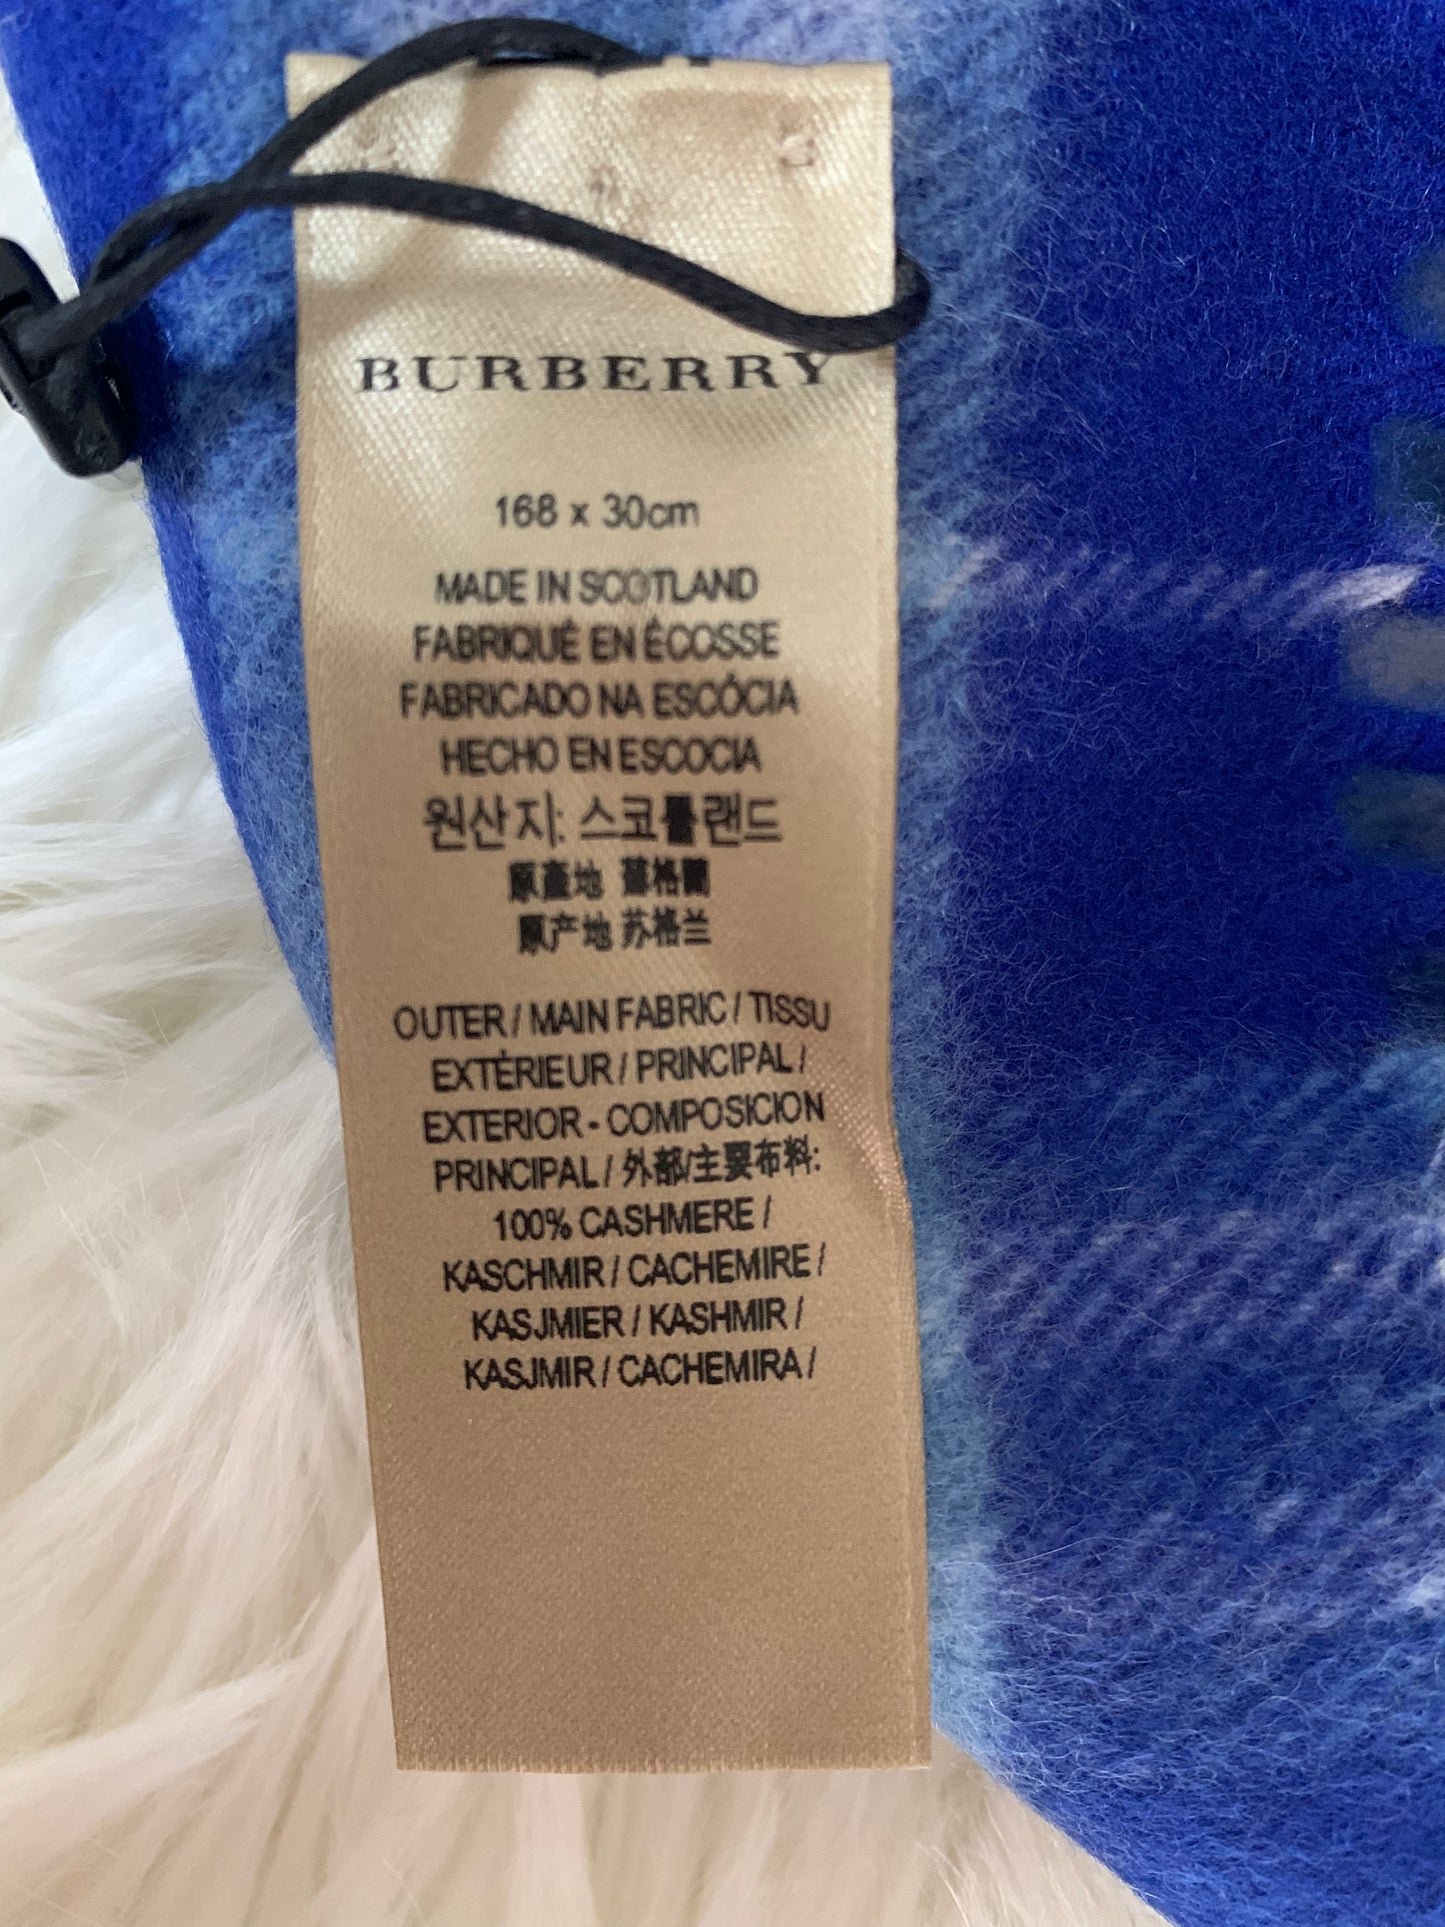 BURBERRY
168 x 30cm
MADE IN SCOTLAND
FABRIQUÉ EN ÉCOSSE
FABRICADO NA ESCÓCIA
HECHO EN ESCOCIA
원산지: 스코틀랜드
原產地 蘇格蘭
原产地 苏格兰
OUTER / MAIN FABRIC / TISSU
EXTÉRIEUR / PRINCIPAL /
EXTERIOR - COMPOSICION
PRINCIPAL / 外部/主要布料:
100% CASHMERE /
KASCHMIR / CACHEMIRE /
KASJMIER / KASHMIR /
KASJMIR / CACHEMIRA /